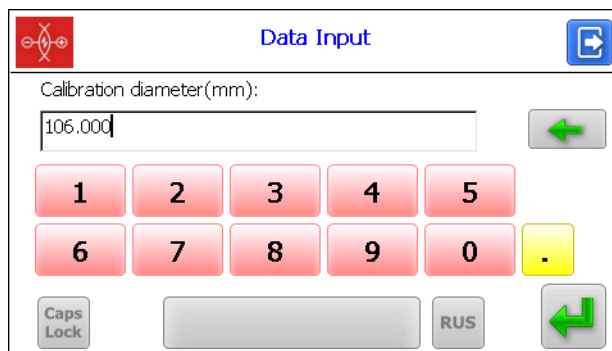 Data Input
Calibration diameter(mm):
106.000
1 2 3 4 5
6 7 8 9 0 .
Caps
Lock
RUS